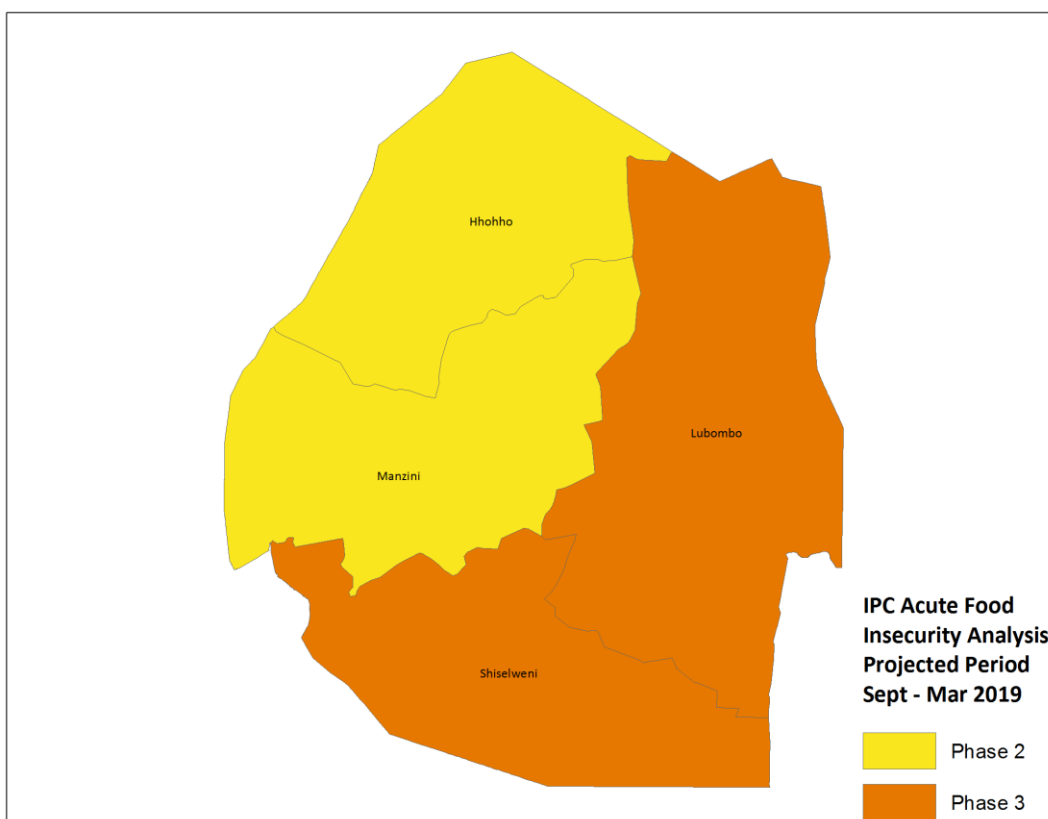 Hhohho
Lubombo
Manzini
Shiselweni
IPC Acute Food
Insecurity Analysis
Projected Period
Sept - Mar 2019
Phase 2
Phase 3